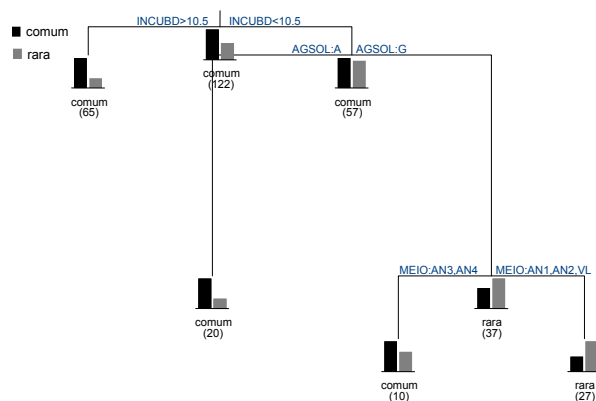 INCUBD>10.5 INCUBD<10.5
comum
rara
AGSOL:A AGSOL:G
comum
(122)
comum
(65)
comum
(57)
MEIO:AN3,AN4 MEIO:AN1,AN2,VL
comum
(20)
rara
(37)
comum
(10)
rara
(27)